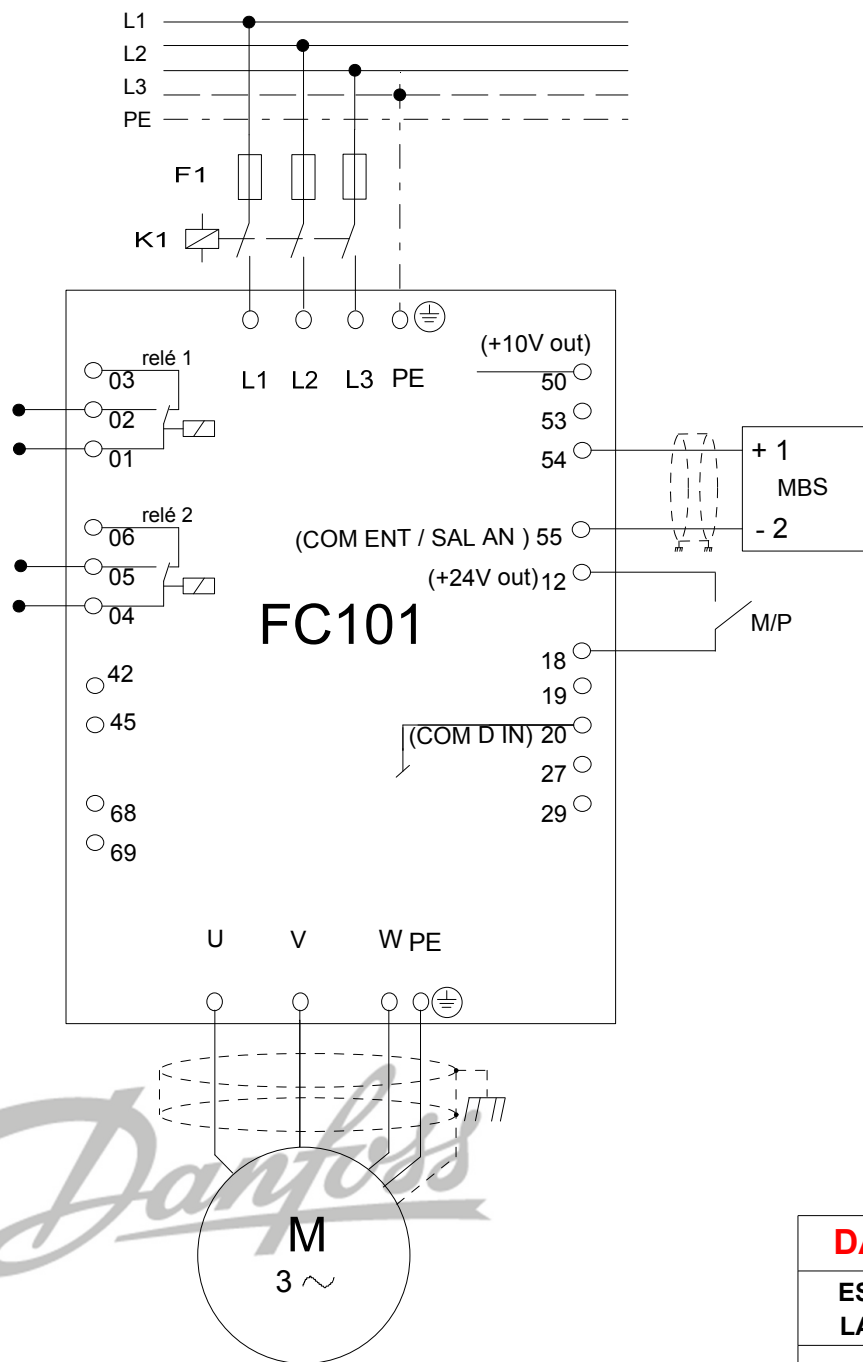 L1
L2
L3
PE
F1
K1
L1 L2 L3 PE
03 relé 1
02
01
06 relé 2
05
04
42
45
68
69
FC101
(+10V out)
50
53
54
(COM ENT / SAL AN ) 55
(+24V out) 12
18
19
(COM D IN) 20
27
29
+ 1
MBS
- 2
M/P
U V W PE
Danfoss
M
3